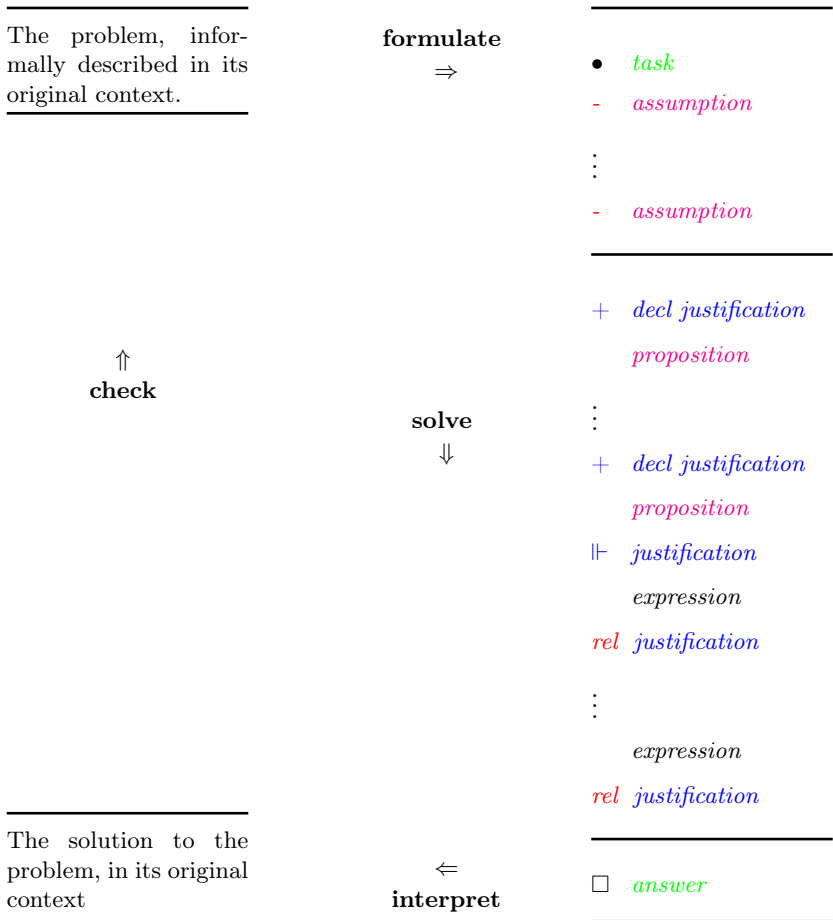 The problem, infor-
mally described in its
original context.
formulate
⇒
• task
- assumption
⋮
- assumption
+ decl justification
proposition
⋮
⇑
check
solve
⇓
+ decl justification
proposition
⊩ justification
expression
rel justification
⋮
expression
rel justification
The solution to the
problem, in its original
context
⇐
interpret
□ answer